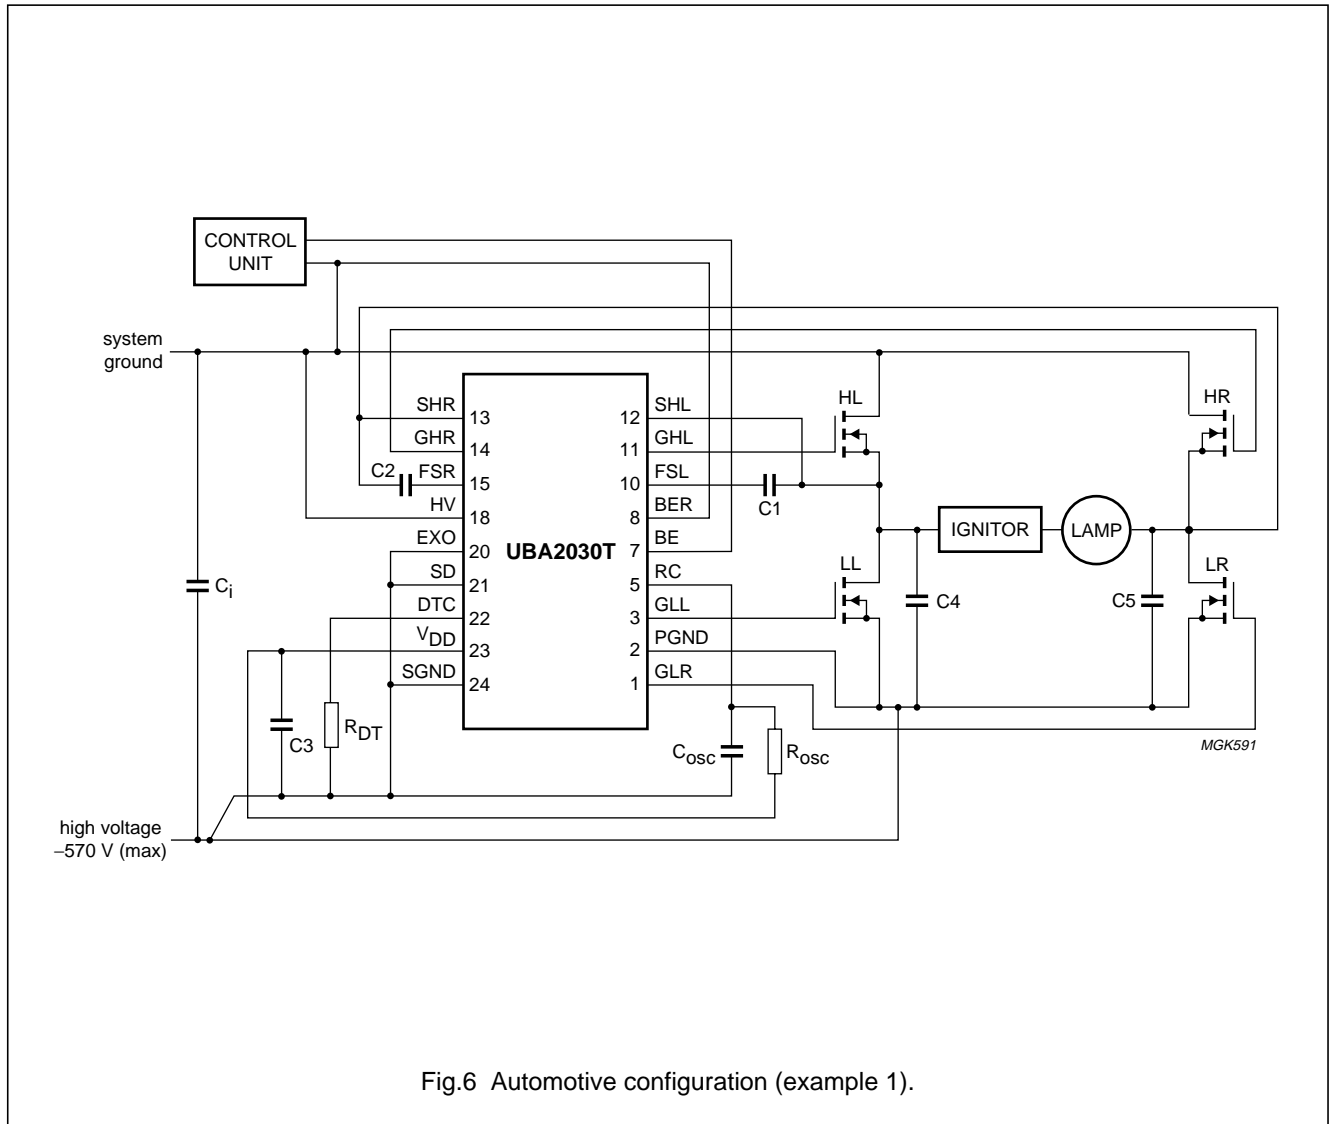 CONTROL
UNIT
system
ground
SHR 13
GHR 14
C2 FSR 15
HV 18
EXO 20
SD 21
DTC 22
VDD 23
SGND 24
UBA2030T
12 SHL
11 GHL
10 FSL
8 BER
7 BE
5 RC
3 GLL
2 PGND
1 GLR
C1
HL
HR
IGNITOR
LAMP
LL
LR
C4
C5
Ci
C3
RDT
Cosc
Rosc
MGK591
high voltage
−570 V (max)
Fig.6 Automotive configuration (example 1).